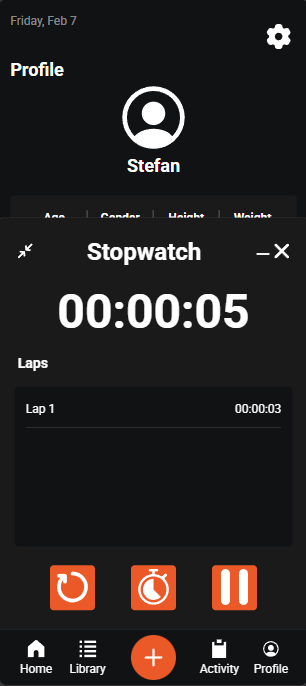 Friday, Feb 7
Profile
Stefan
Age Gender Height Weight
Stopwatch
00:00:05
Laps
Lap 1 00:00:03
Home Library Activity Profile